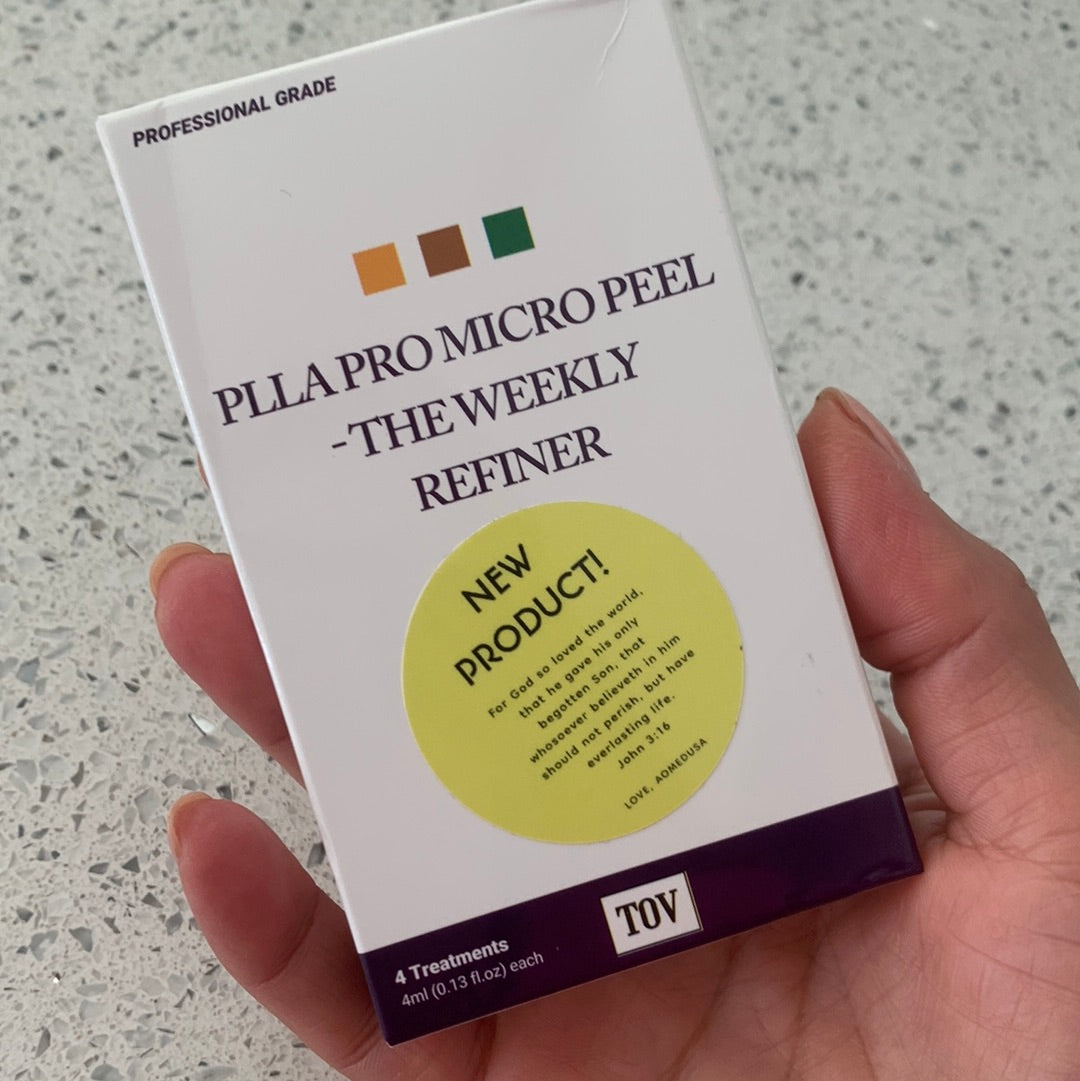 PROFESSIONAL GRADE
PLLA PRO MICRO PEEL
-THE WEEKLY
REFINER
NEW
PRODUCT!
For God so loved the world,
that he gave his only
begotten Son, that
whosoever believeth in him
should not perish, but have
everlasting life.
John 3:16
LOVE, AOMEDUSA
TOV
4 Treatments
4ml (0.13 fl.oz) each